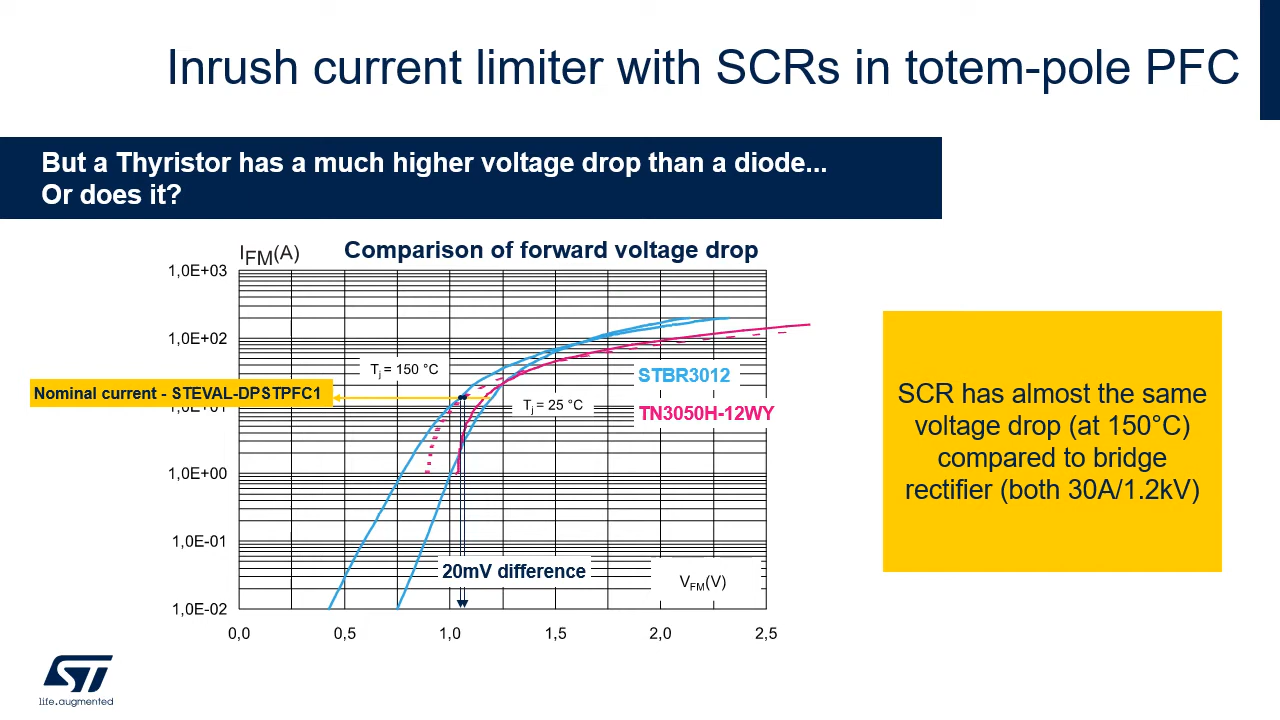 Inrush current limiter with SCRs in totem-pole PFC
But a Thyristor has a much higher voltage drop than a diode...
Or does it?
Comparison of forward voltage drop
IFM(A)
1,0E+03
1,0E+02
Tj = 150 °C
STBR3012
Nominal current - STEVAL-DPSTPFC1
1,0E+01
Tj = 25 °C
TN3050H-12WY
1,0E+00
1,0E-01
20mV difference
VFM(V)
1,0E-02
0,0 0,5 1,0 1,5 2,0 2,5
SCR has almost the same
voltage drop (at 150°C)
compared to bridge
rectifier (both 30A/1.2kV)
ST
life.augmented